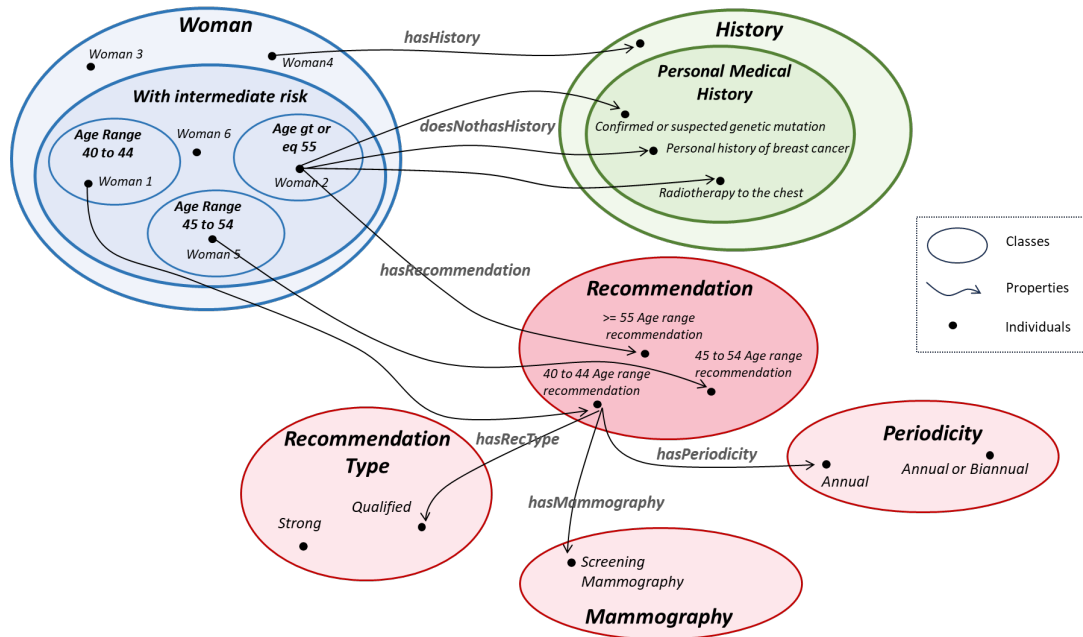 Woman
Woman 3
Woman4
With intermediate risk
Age Range
40 to 44
Woman 6
Age gt or
eq 55
Woman 1
Woman 2
Age Range
45 to 54
Woman 5
hasHistory
doesNothasHistory
hasRecommendation
History
Personal Medical
History
Confirmed or suspected genetic mutation
Personal history of breast cancer
Radiotherapy to the chest
Classes
Properties
Individuals
Recommendation
>= 55 Age range
recommendation
45 to 54 Age range
recommendation
40 to 44 Age range
recommendation
hasRecType
hasPeriodicity
hasMammography
Recommendation
Type
Qualified
Strong
Periodicity
Annual or Biannual
Annual
Screening
Mammography
Mammography